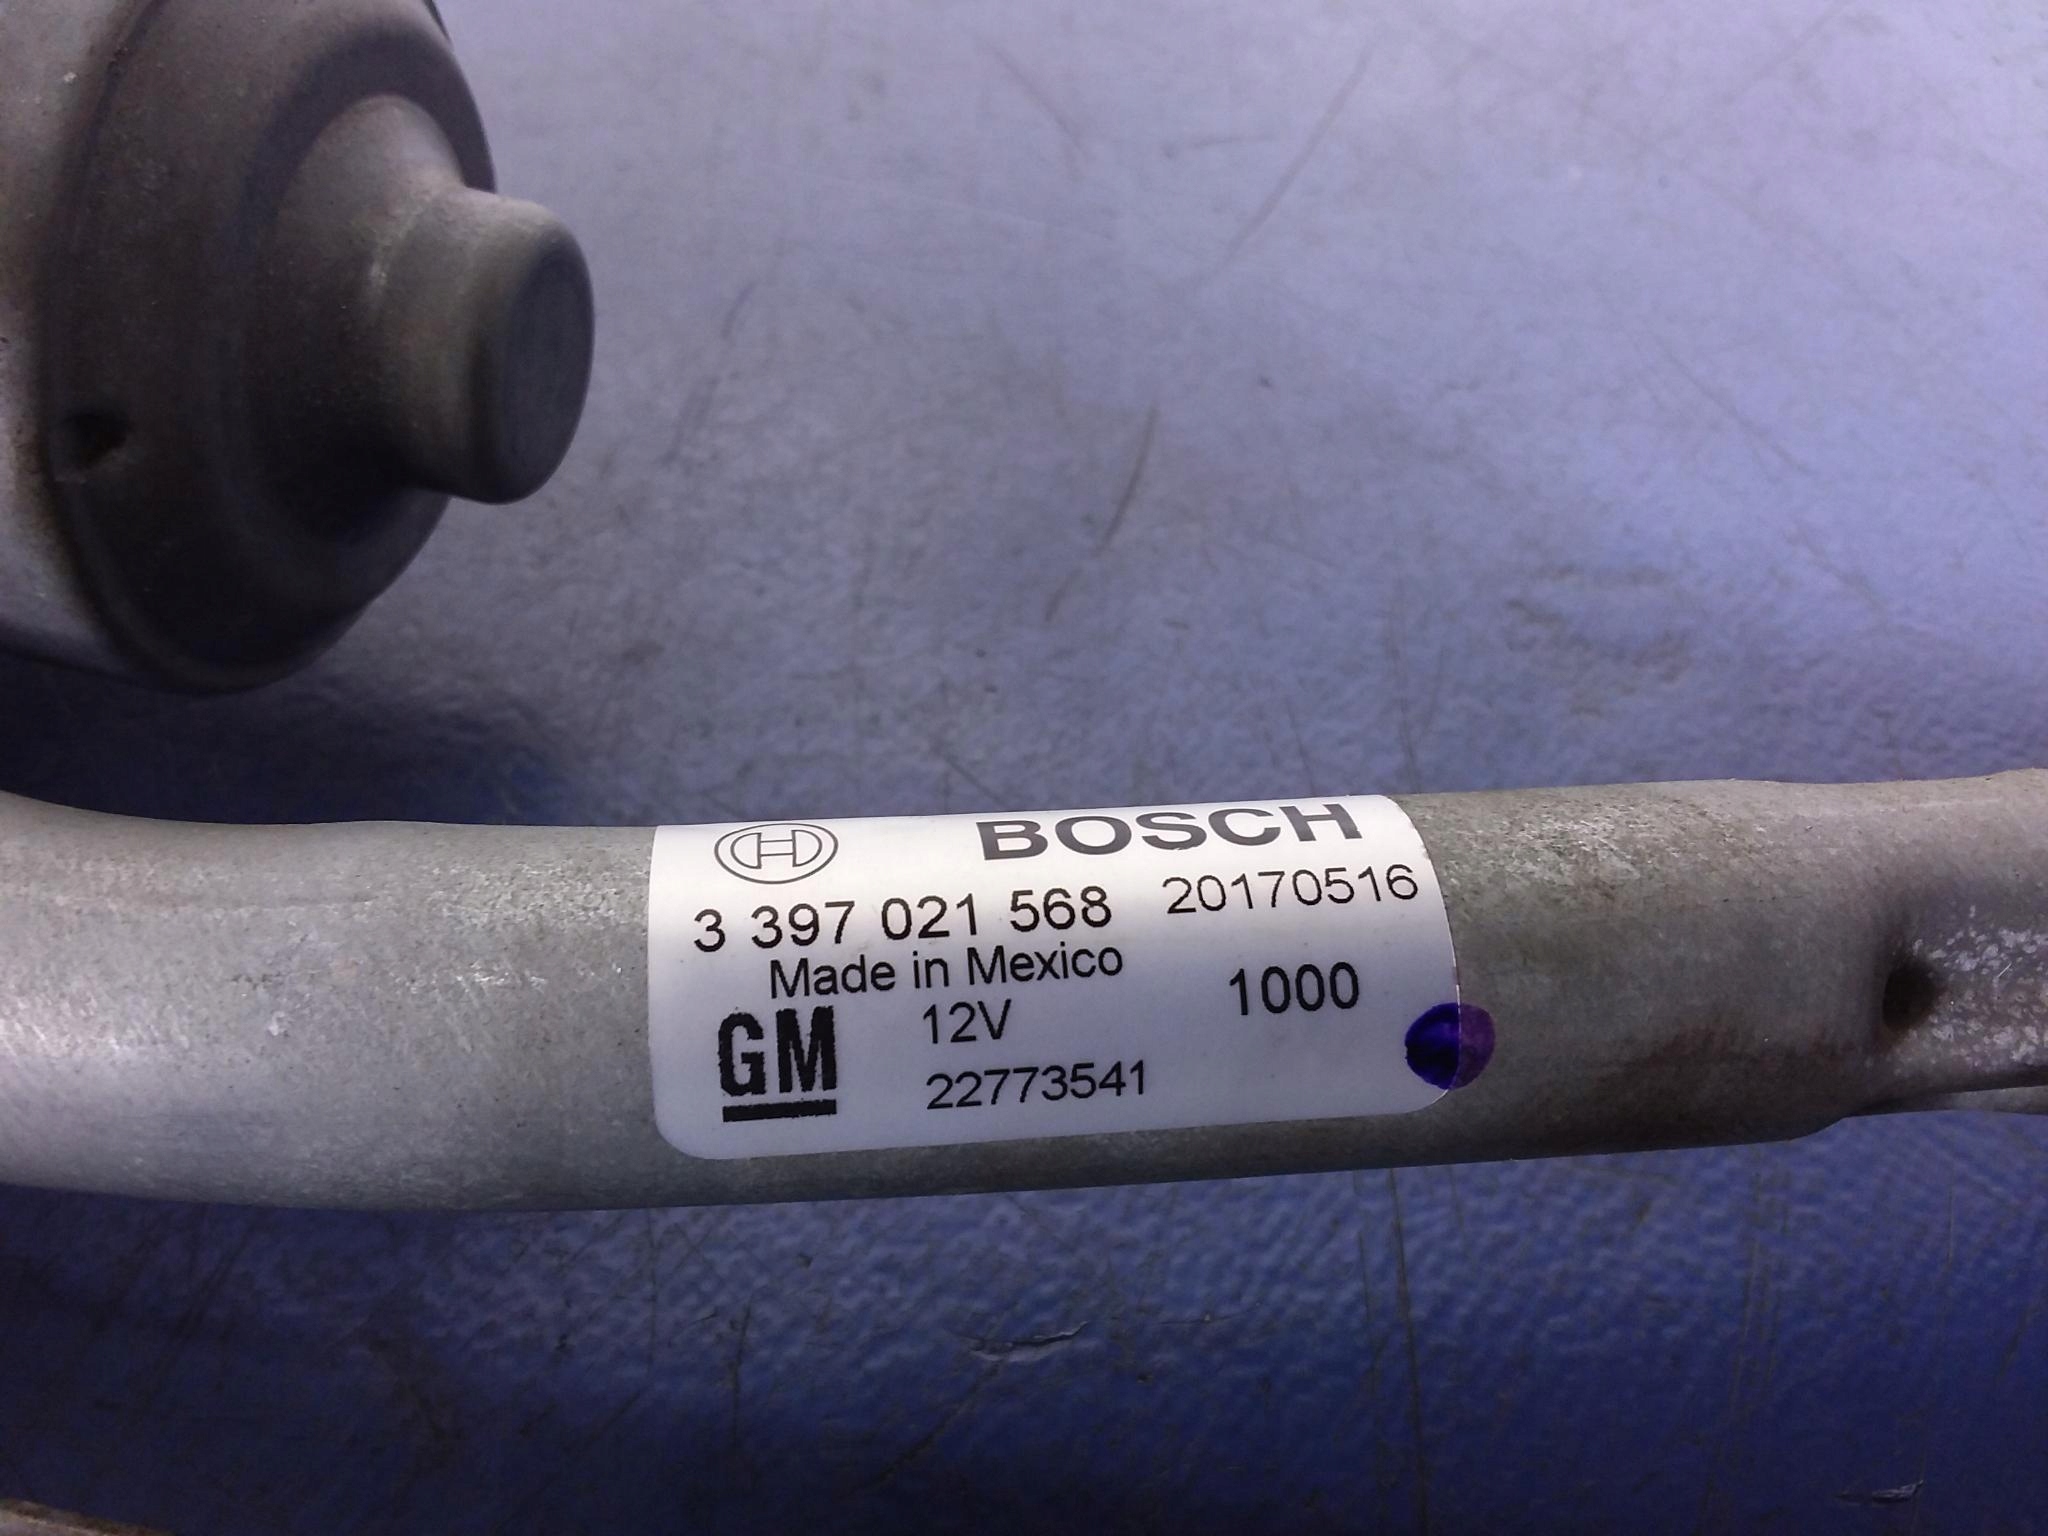 BOSCH
3 397 021 568 20170516
Made in Mexico
12V 1000
GM
22773541